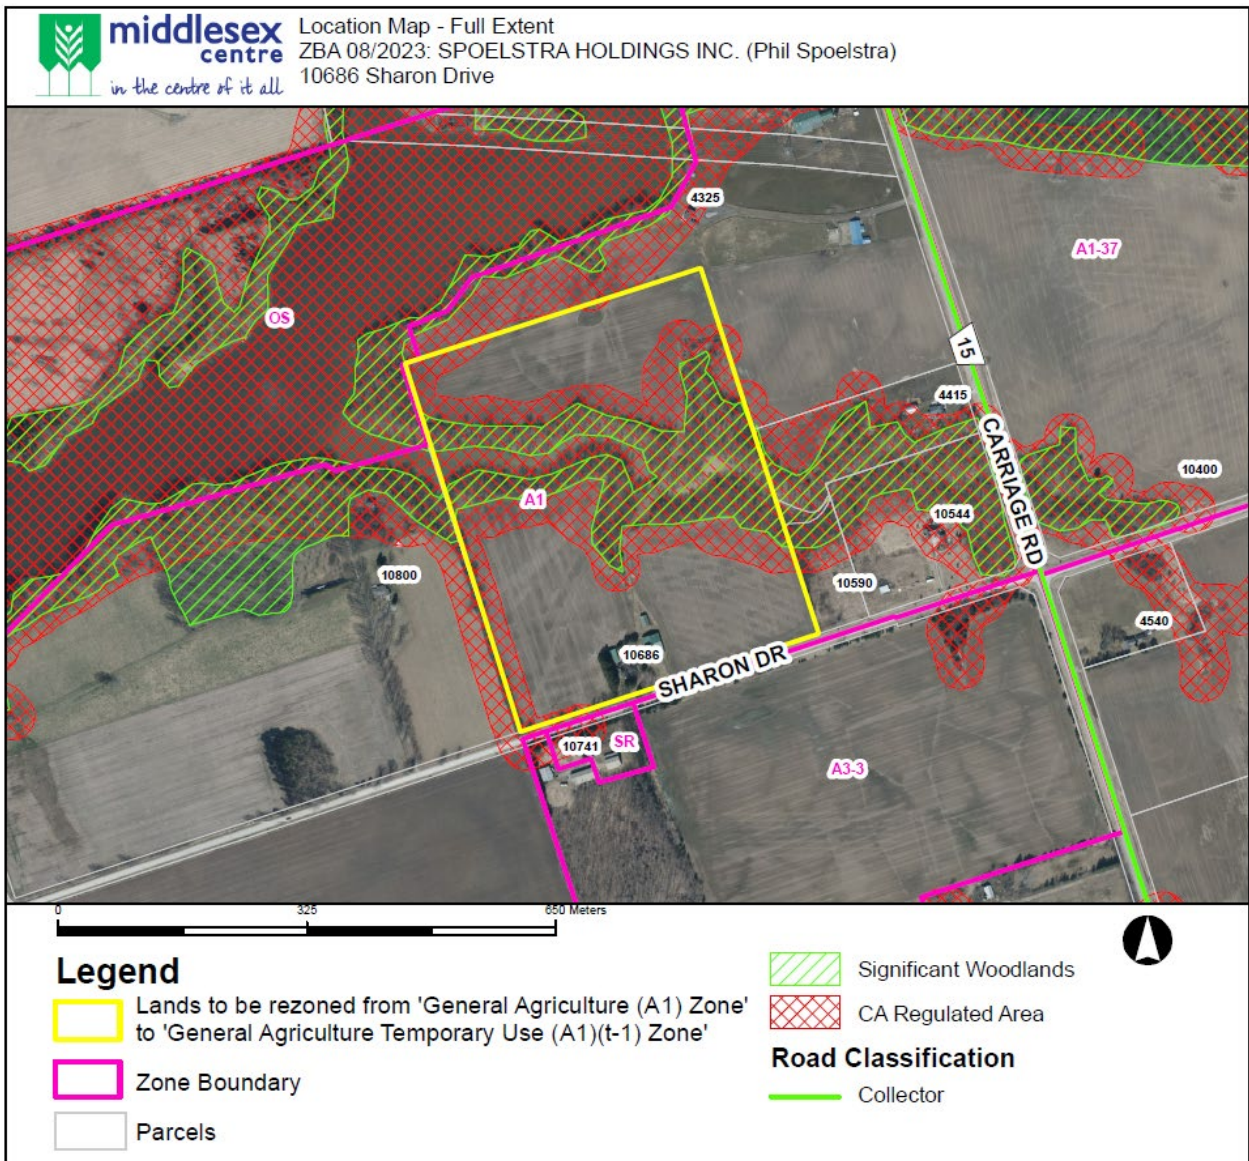 middlesex
centre
in the centre of it all
Location Map - Full Extent
ZBA 08/2023: SPOELSTRA HOLDINGS INC. (Phil Spoelstra)
10686 Sharon Drive
4325
A1-37
OS
15
4415
CARRIAGE RD
10400
A1
10544
10800
10590
4540
10686
SHARON DR
10741
SR
A3-3
0 325 650 Meters
Legend
Lands to be rezoned from 'General Agriculture (A1) Zone'
to 'General Agriculture Temporary Use (A1)(t-1) Zone'
Zone Boundary
Parcels
Significant Woodlands
CA Regulated Area
Road Classification
Collector